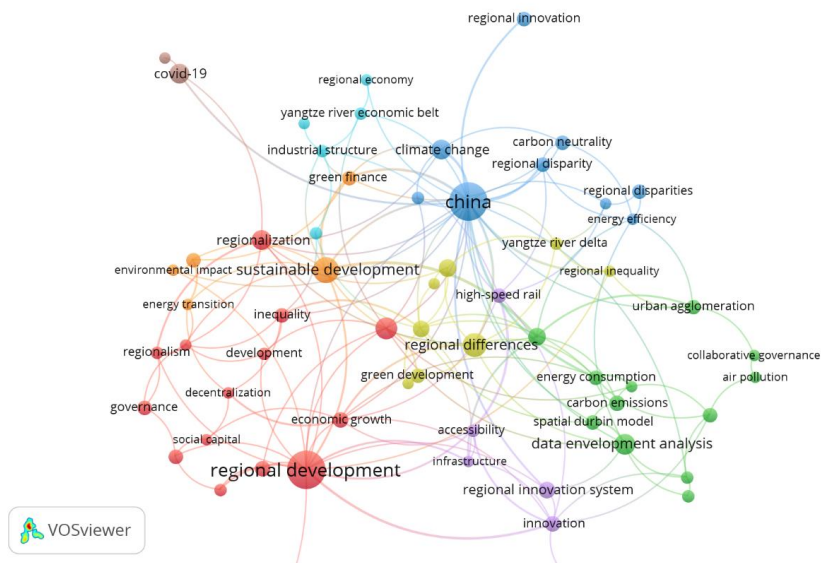 regional innovation
covid-19
regional economy
yangtze river economic belt
carbon neutrality
industrial structure
climate change
regional disparity
green finance
regional disparities
china
energy efficiency
regionalization
yangtze river delta
environmental impact
sustainable development
regional inequality
high-speed rail
energy transition
urban agglomeration
inequality
regional differences
regionalism
development
collaborative governance
green development
energy consumption
air pollution
decentralization
carbon emissions
governance
economic growth
spatial durbin model
accessibility
social capital
data envelopment analysis
infrastructure
regional development
regional innovation system
innovation
VOSviewer